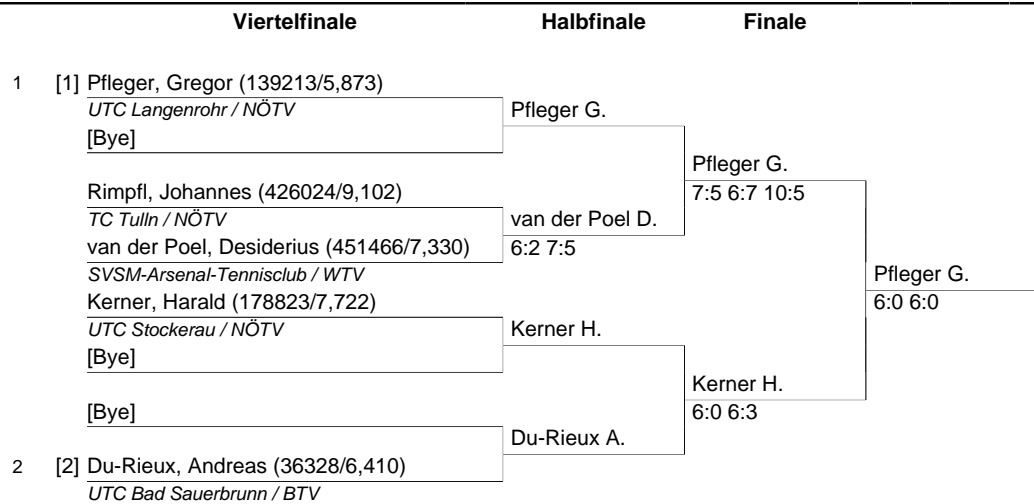 Viertelfinale Halbfinale Finale
1 [1] Pfleger, Gregor (139213/5,873)
UTC Langenrohr / NÖTV Pfleger G.
[Bye]
Pfleger G.
Rimpfl, Johannes (426024/9,102) 7:5 6:7 10:5
TC Tulln / NÖTV van der Poel D.
van der Poel, Desiderius (451466/7,330) 6:2 7:5
SVSM-Arsenal-Tennisclub / WTV Pfleger G.
Kerner, Harald (178823/7,722) 6:0 6:0
UTC Stockerau / NÖTV Kerner H.
[Bye]
Kerner H.
[Bye] 6:0 6:3
Du-Rieux A.
2 [2] Du-Rieux, Andreas (36328/6,410)
UTC Bad Sauerbrunn / BTV